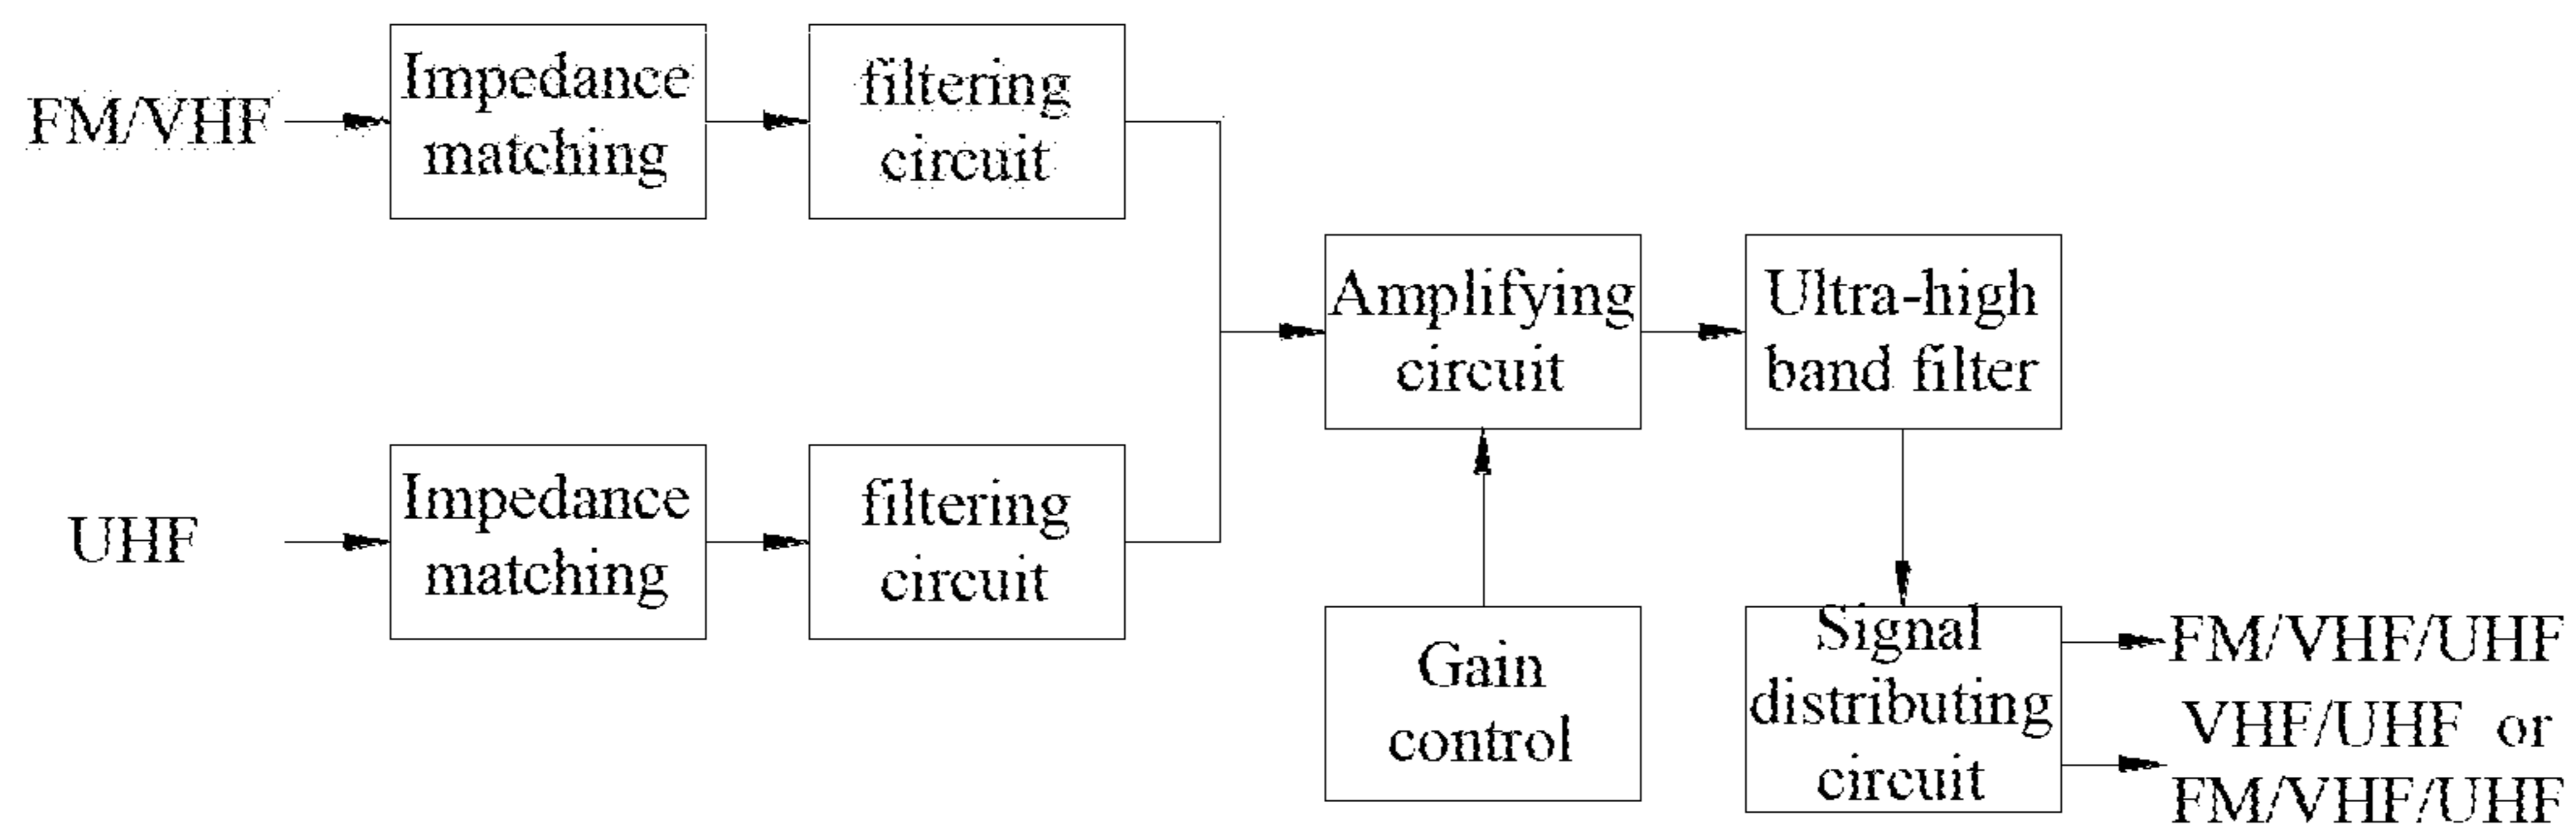 FM/VHF
Impedance
matching
filtering
circuit
Amplifying
circuit
Ultra-high
band filter
UHF
Impedance
matching
filtering
circuit
Gain
control
Signal
distributing
circuit
FM/VHF/UHF
VHF/UHF or
FM/VHF/UHF